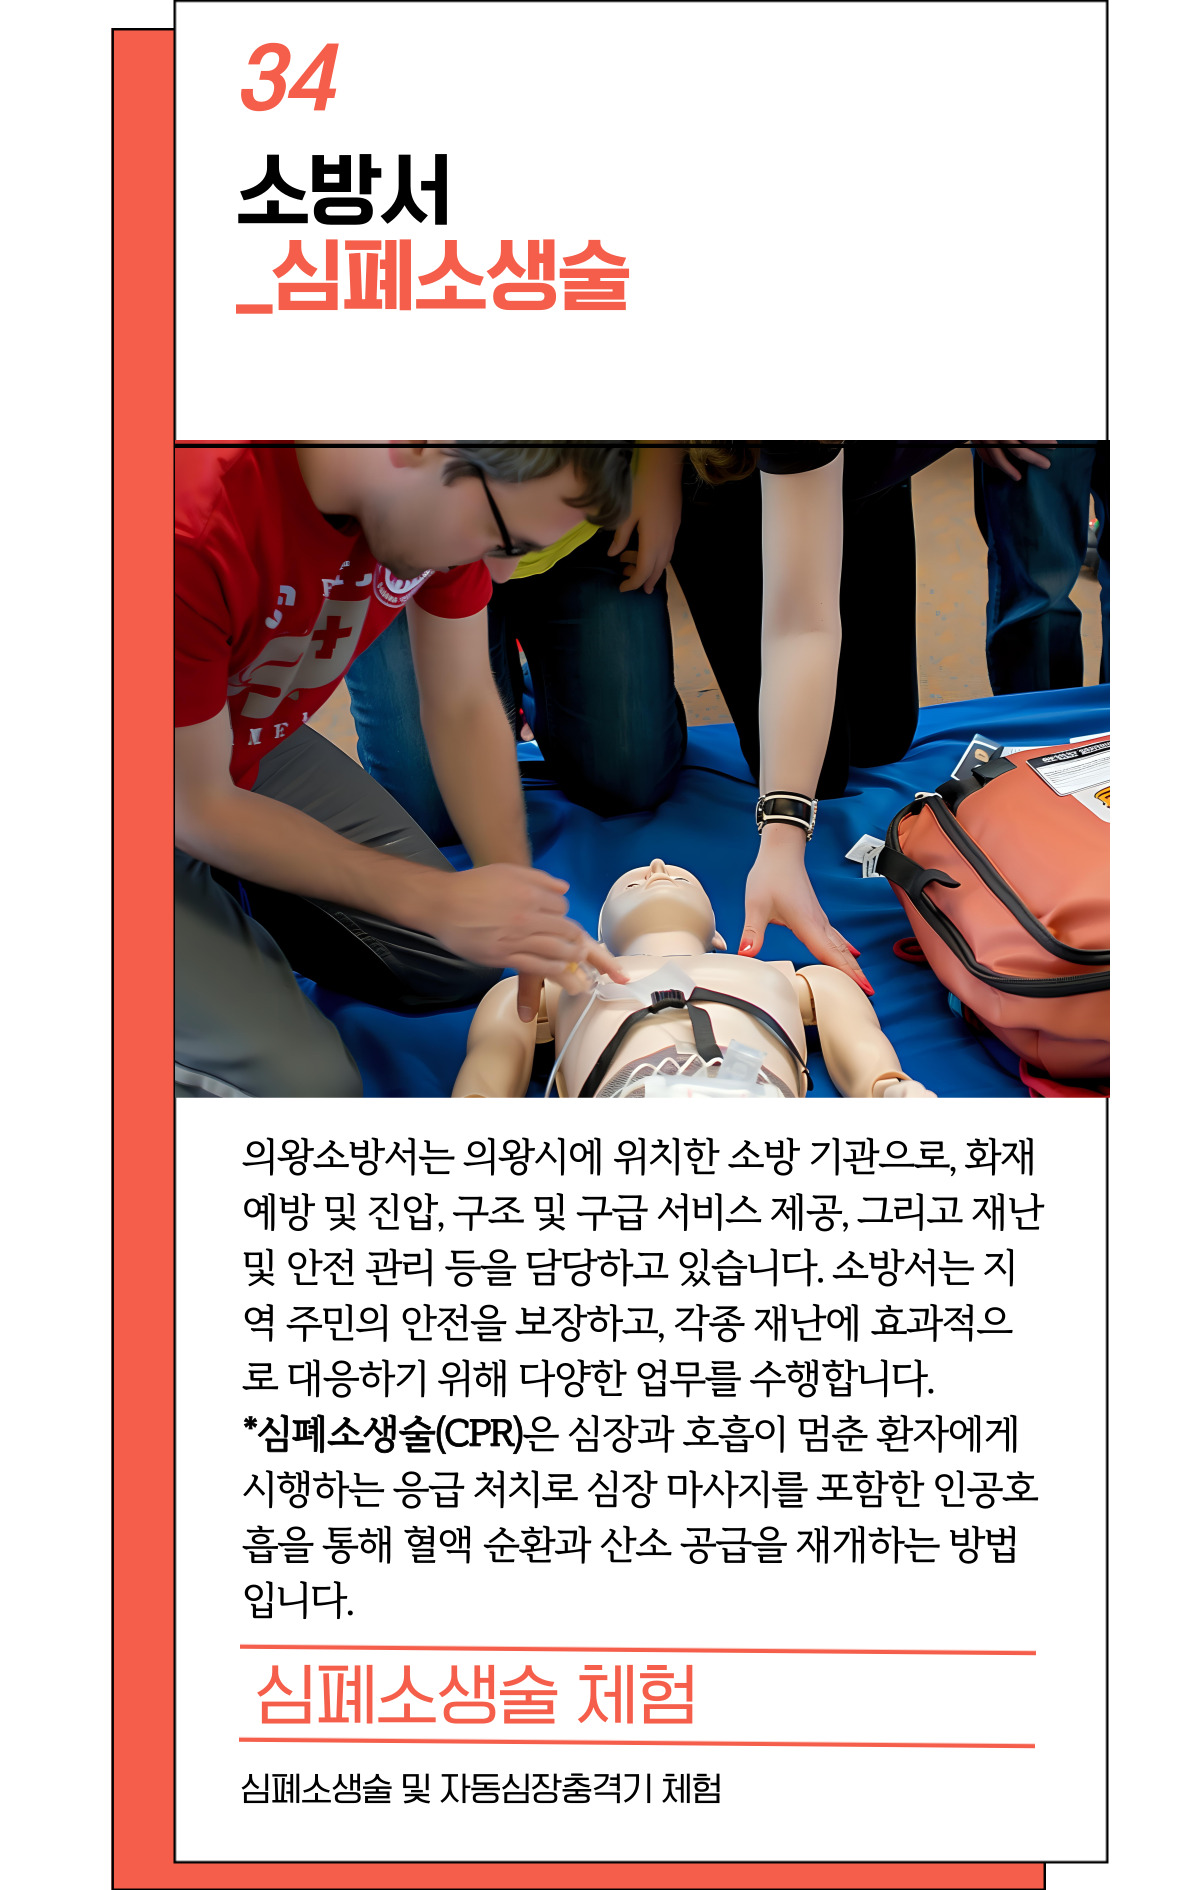 34
소방서
_심폐소생술
의왕소방서는 의왕시에 위치한 소방 기관으로, 화재
예방 및 진압, 구조 및 구급 서비스 제공, 그리고 재난
및 안전 관리 등을 담당하고 있습니다. 소방서는 지
역 주민의 안전을 보장하고, 각종 재난에 효과적으
로 대응하기 위해 다양한 업무를 수행합니다.
*심폐소생술(CPR)은 심장과 호흡이 멈춘 환자에게
시행하는 응급 처치로 심장 마사지를 포함한 인공호
흡을 통해 혈액 순환과 산소 공급을 재개하는 방법
입니다.
심폐소생술 체험
심폐소생술 및 자동심장충격기 체험